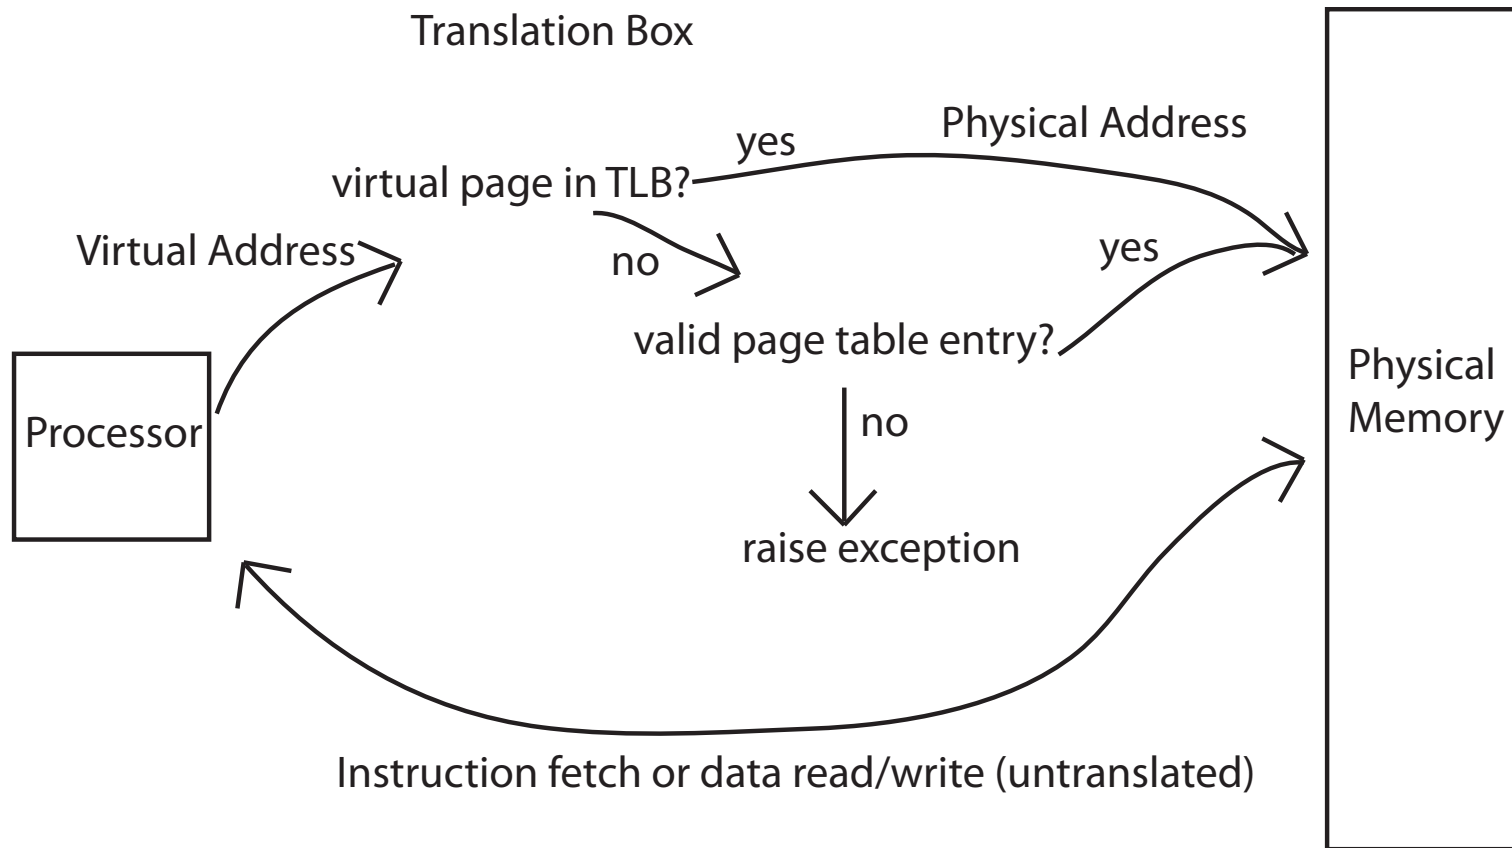 Translation Box
Physical Address
yes
virtual page in TLB?
Virtual Address
no
yes
valid page table entry?
Physical
Memory
Processor
no
raise exception
Instruction fetch or data read/write (untranslated)